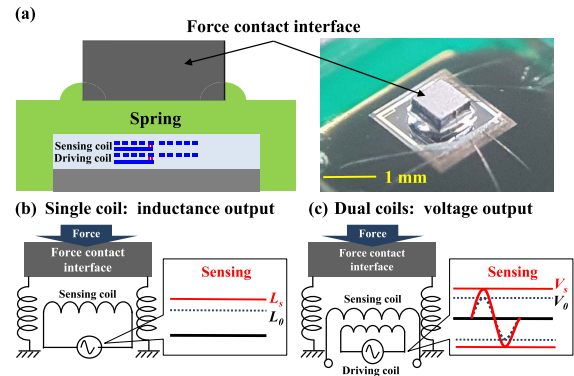 (a)
Force contact interface
Spring
Sensing coil
Driving coil
1 mm
(b) Single coil: inductance output
Force
Force contact
interface
Sensing coil
Sensing
Ls
L0
(c) Dual coils: voltage output
Force
Force contact
interface
Sensing coil
Driving coil
Sensing
Vs
V0